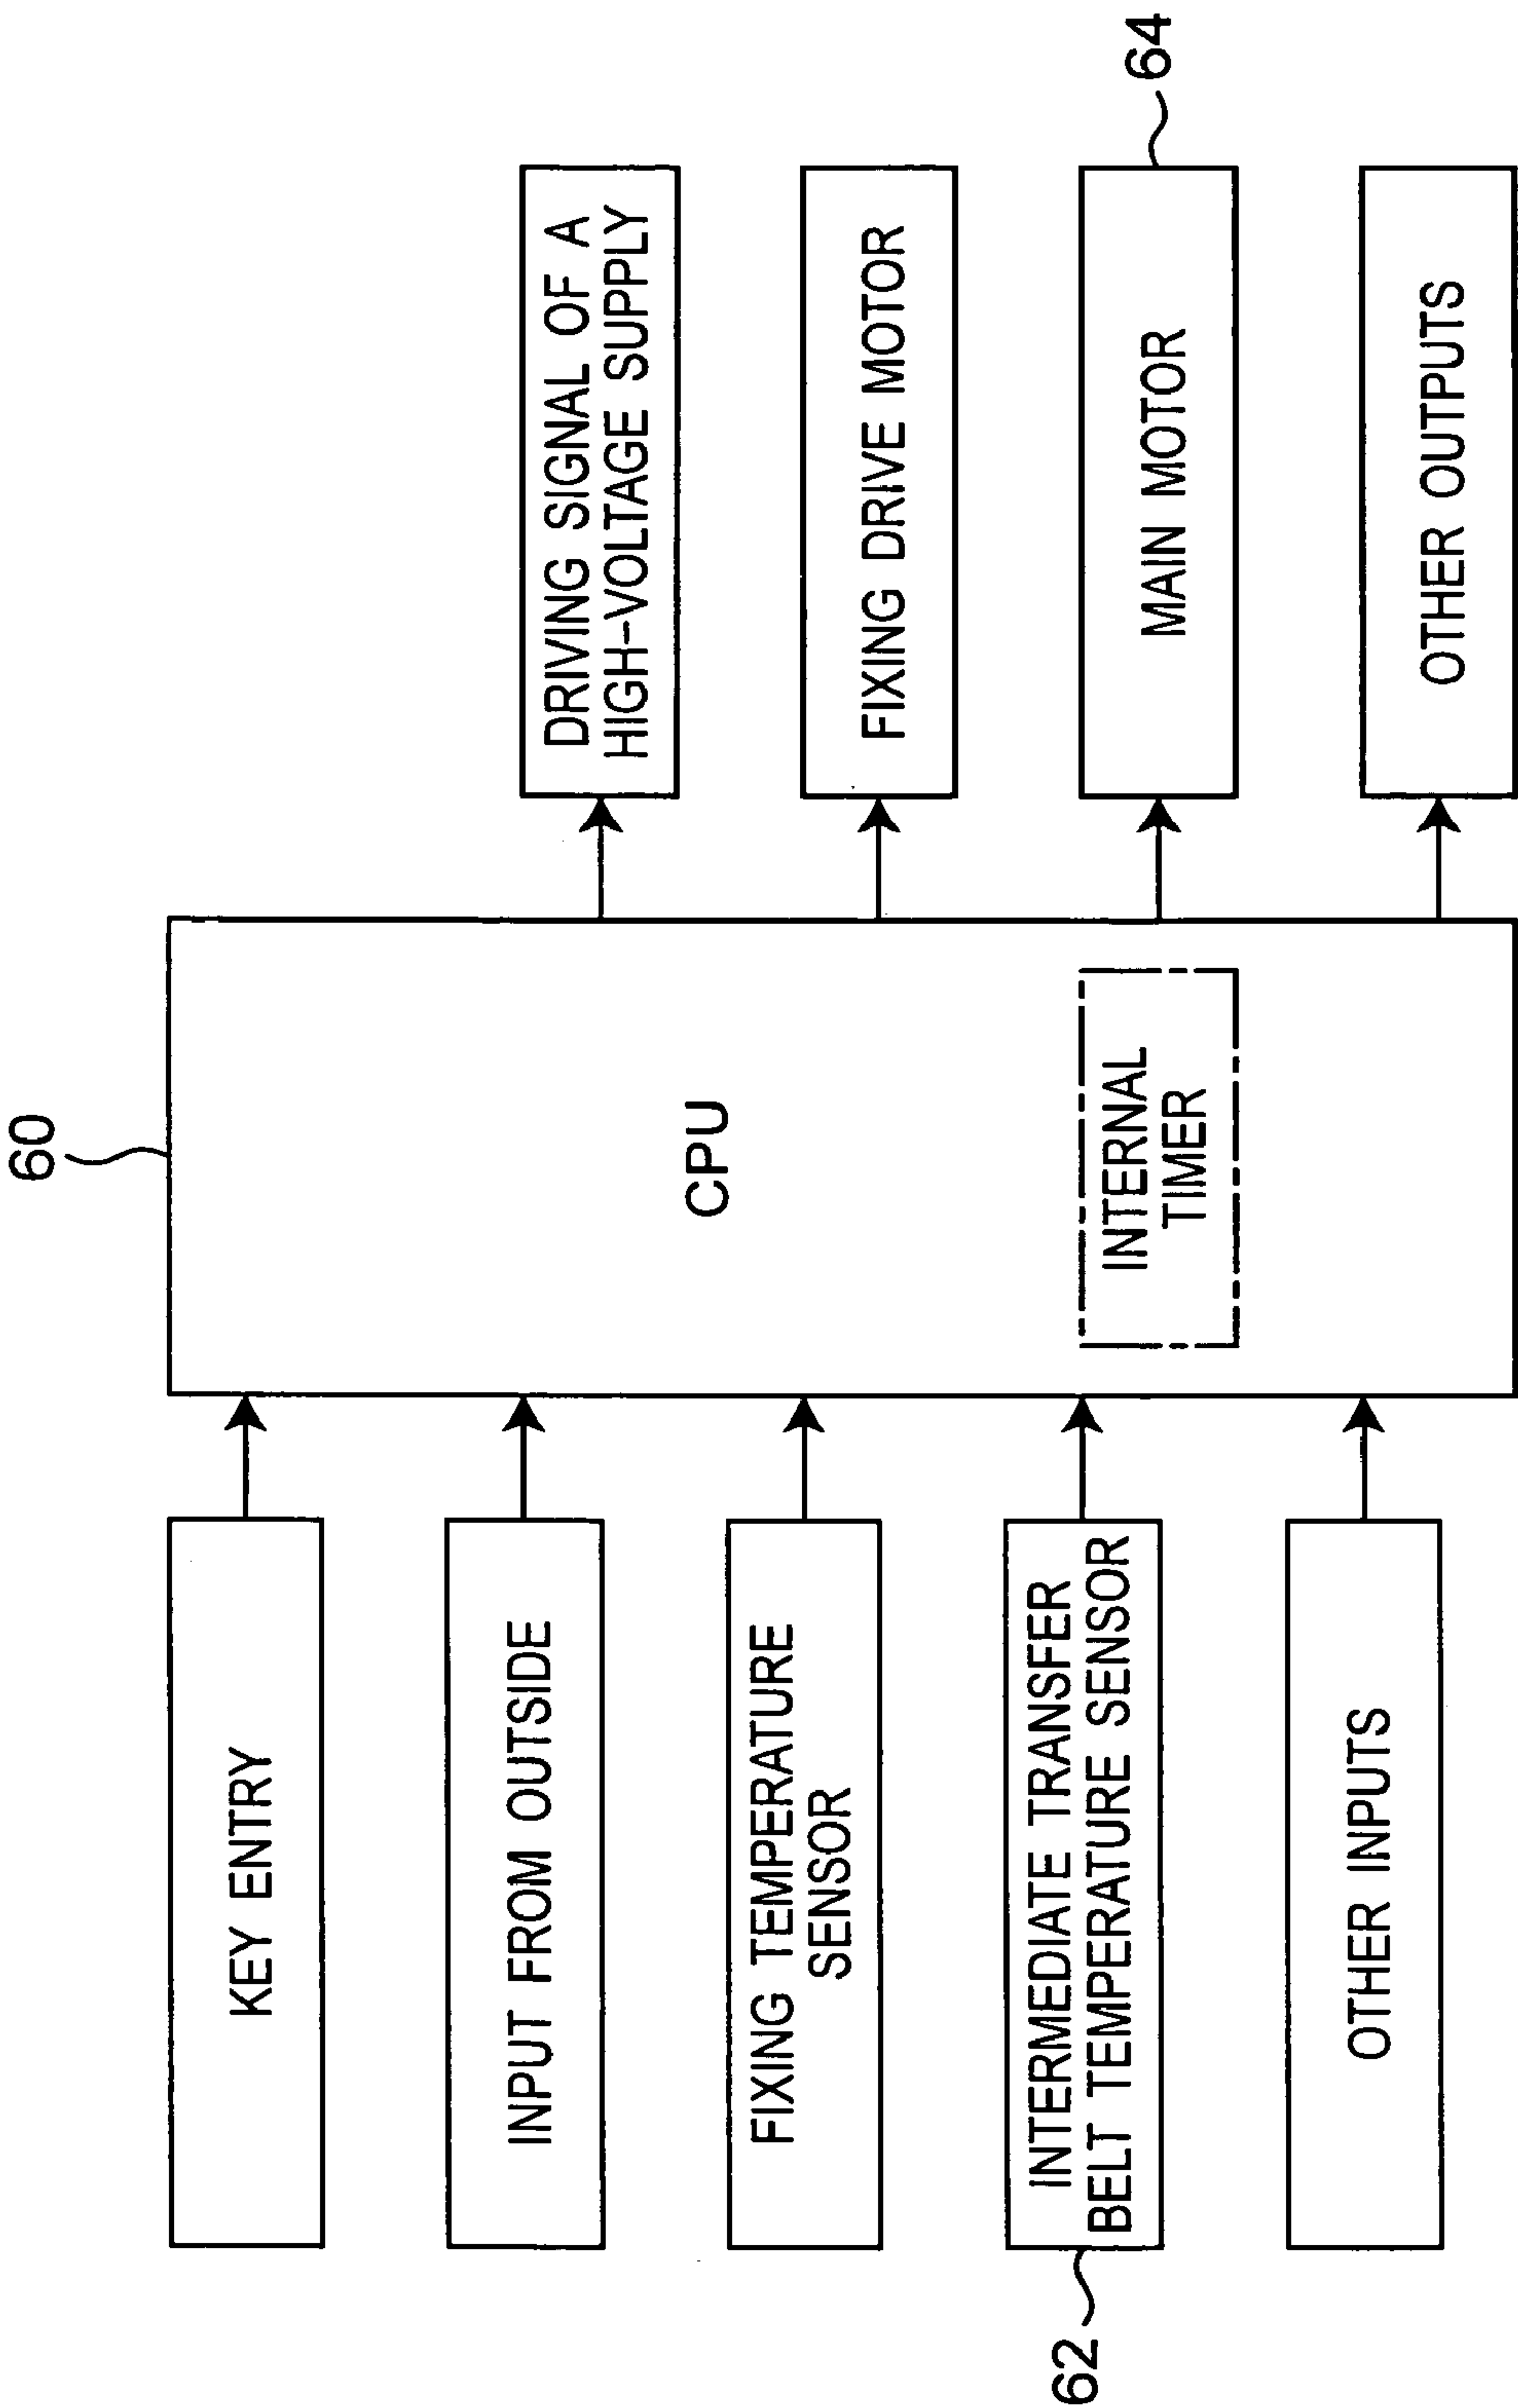 60
KEY ENTRY
INPUT FROM OUTSIDE
FIXING TEMPERATURE
SENSOR
INTERMEDIATE TRANSFER
BELT TEMPERATURE SENSOR
62
OTHER INPUTS
CPU
INTERNAL
TIMER
DRIVING SIGNAL OF A
HIGH-VOLTAGE SUPPLY
FIXING DRIVE MOTOR
MAIN MOTOR
64
OTHER OUTPUTS